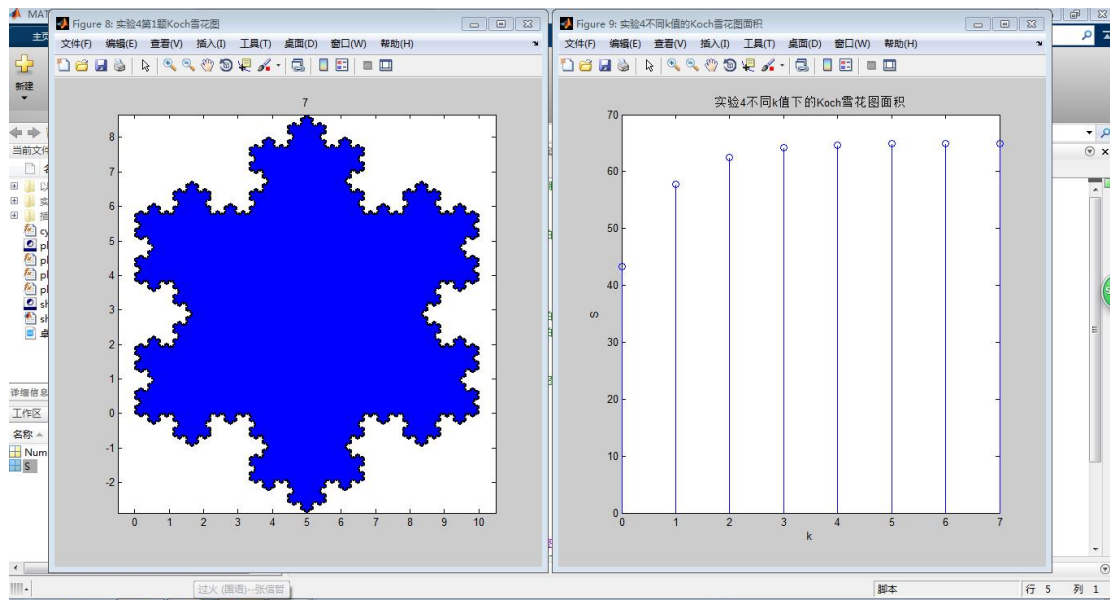 MAT
主页
新建
当前文件
名称
Num
S
详细信息
工作区
Figure 8: 实验4第1题Koch雪花图
文件(F) 编辑(E) 查看(V) 插入(I) 工具(T) 桌面(D) 窗口(W) 帮助(H)
7
8
7
6
5
4
3
2
1
0
-1
-2
0 1 2 3 4 5 6 7 8 9 10
Figure 9: 实验4不同k值的Koch雪花图面积
文件(F) 编辑(E) 查看(V) 插入(I) 工具(T) 桌面(D) 窗口(W) 帮助(H)
实验4不同k值下的Koch雪花图面积
70
60
50
40
30
20
10
0
S
0 1 2 3 4 5 6 7
k
过火 (国语)--张信哲
脚本
行 5 列 1